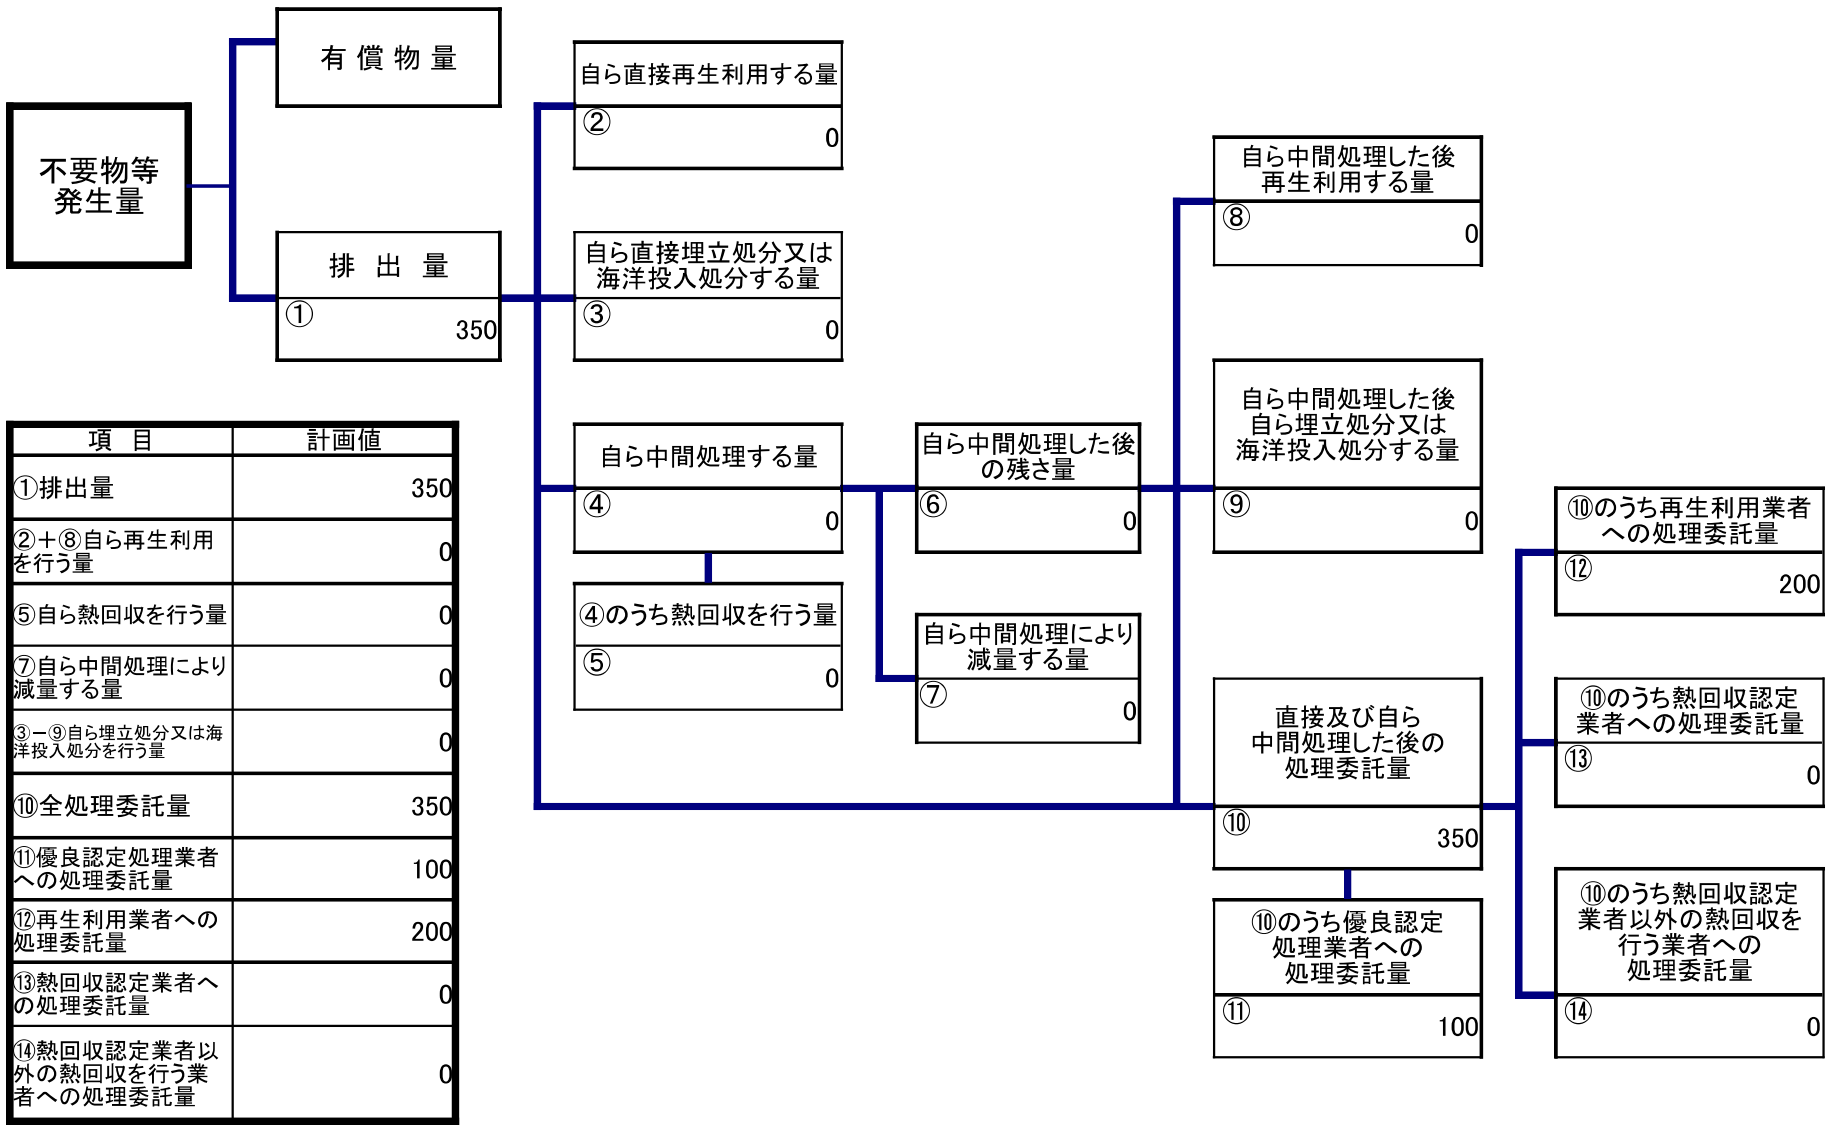 有償物量
不要物等
発生量
排出量
①
350
自ら直接再生利用する量
②
0
自ら直接埋立処分又は
海洋投入処分する量
③
0
自ら中間処理する量
④
0
④のうち熱回収を行う量
⑤
0
自ら中間処理した後
の残さ量
⑥
0
自ら中間処理により
減量する量
⑦
0
自ら中間処理した後
再生利用する量
⑧
0
自ら中間処理した後
自ら埋立処分又は
海洋投入処分する量
⑨
0
直接及び自ら
中間処理した後の
処理委託量
⑩
350
⑩のうち優良認定
処理業者への
処理委託量
⑪
100
⑩のうち再生利用業者
への処理委託量
⑫
200
⑩のうち熱回収認定
業者への処理委託量
⑬
0
⑩のうち熱回収認定
業者以外の熱回収を
行う業者への
処理委託量
⑭
0
項目 計画値
①排出量 350
②＋⑧自ら再生利用
を行う量 0
⑤自ら熱回収を行う量 0
⑦自ら中間処理により
減量する量 0
③－⑨自ら埋立処分又は海
洋投入処分を行う量 0
⑩全処理委託量 350
⑪優良認定処理業者
への処理委託量 100
⑫再生利用業者への
処理委託量 200
⑬熱回収認定業者へ
の処理委託量 0
⑭熱回収認定業者以
外の熱回収を行う業
者への処理委託量 0